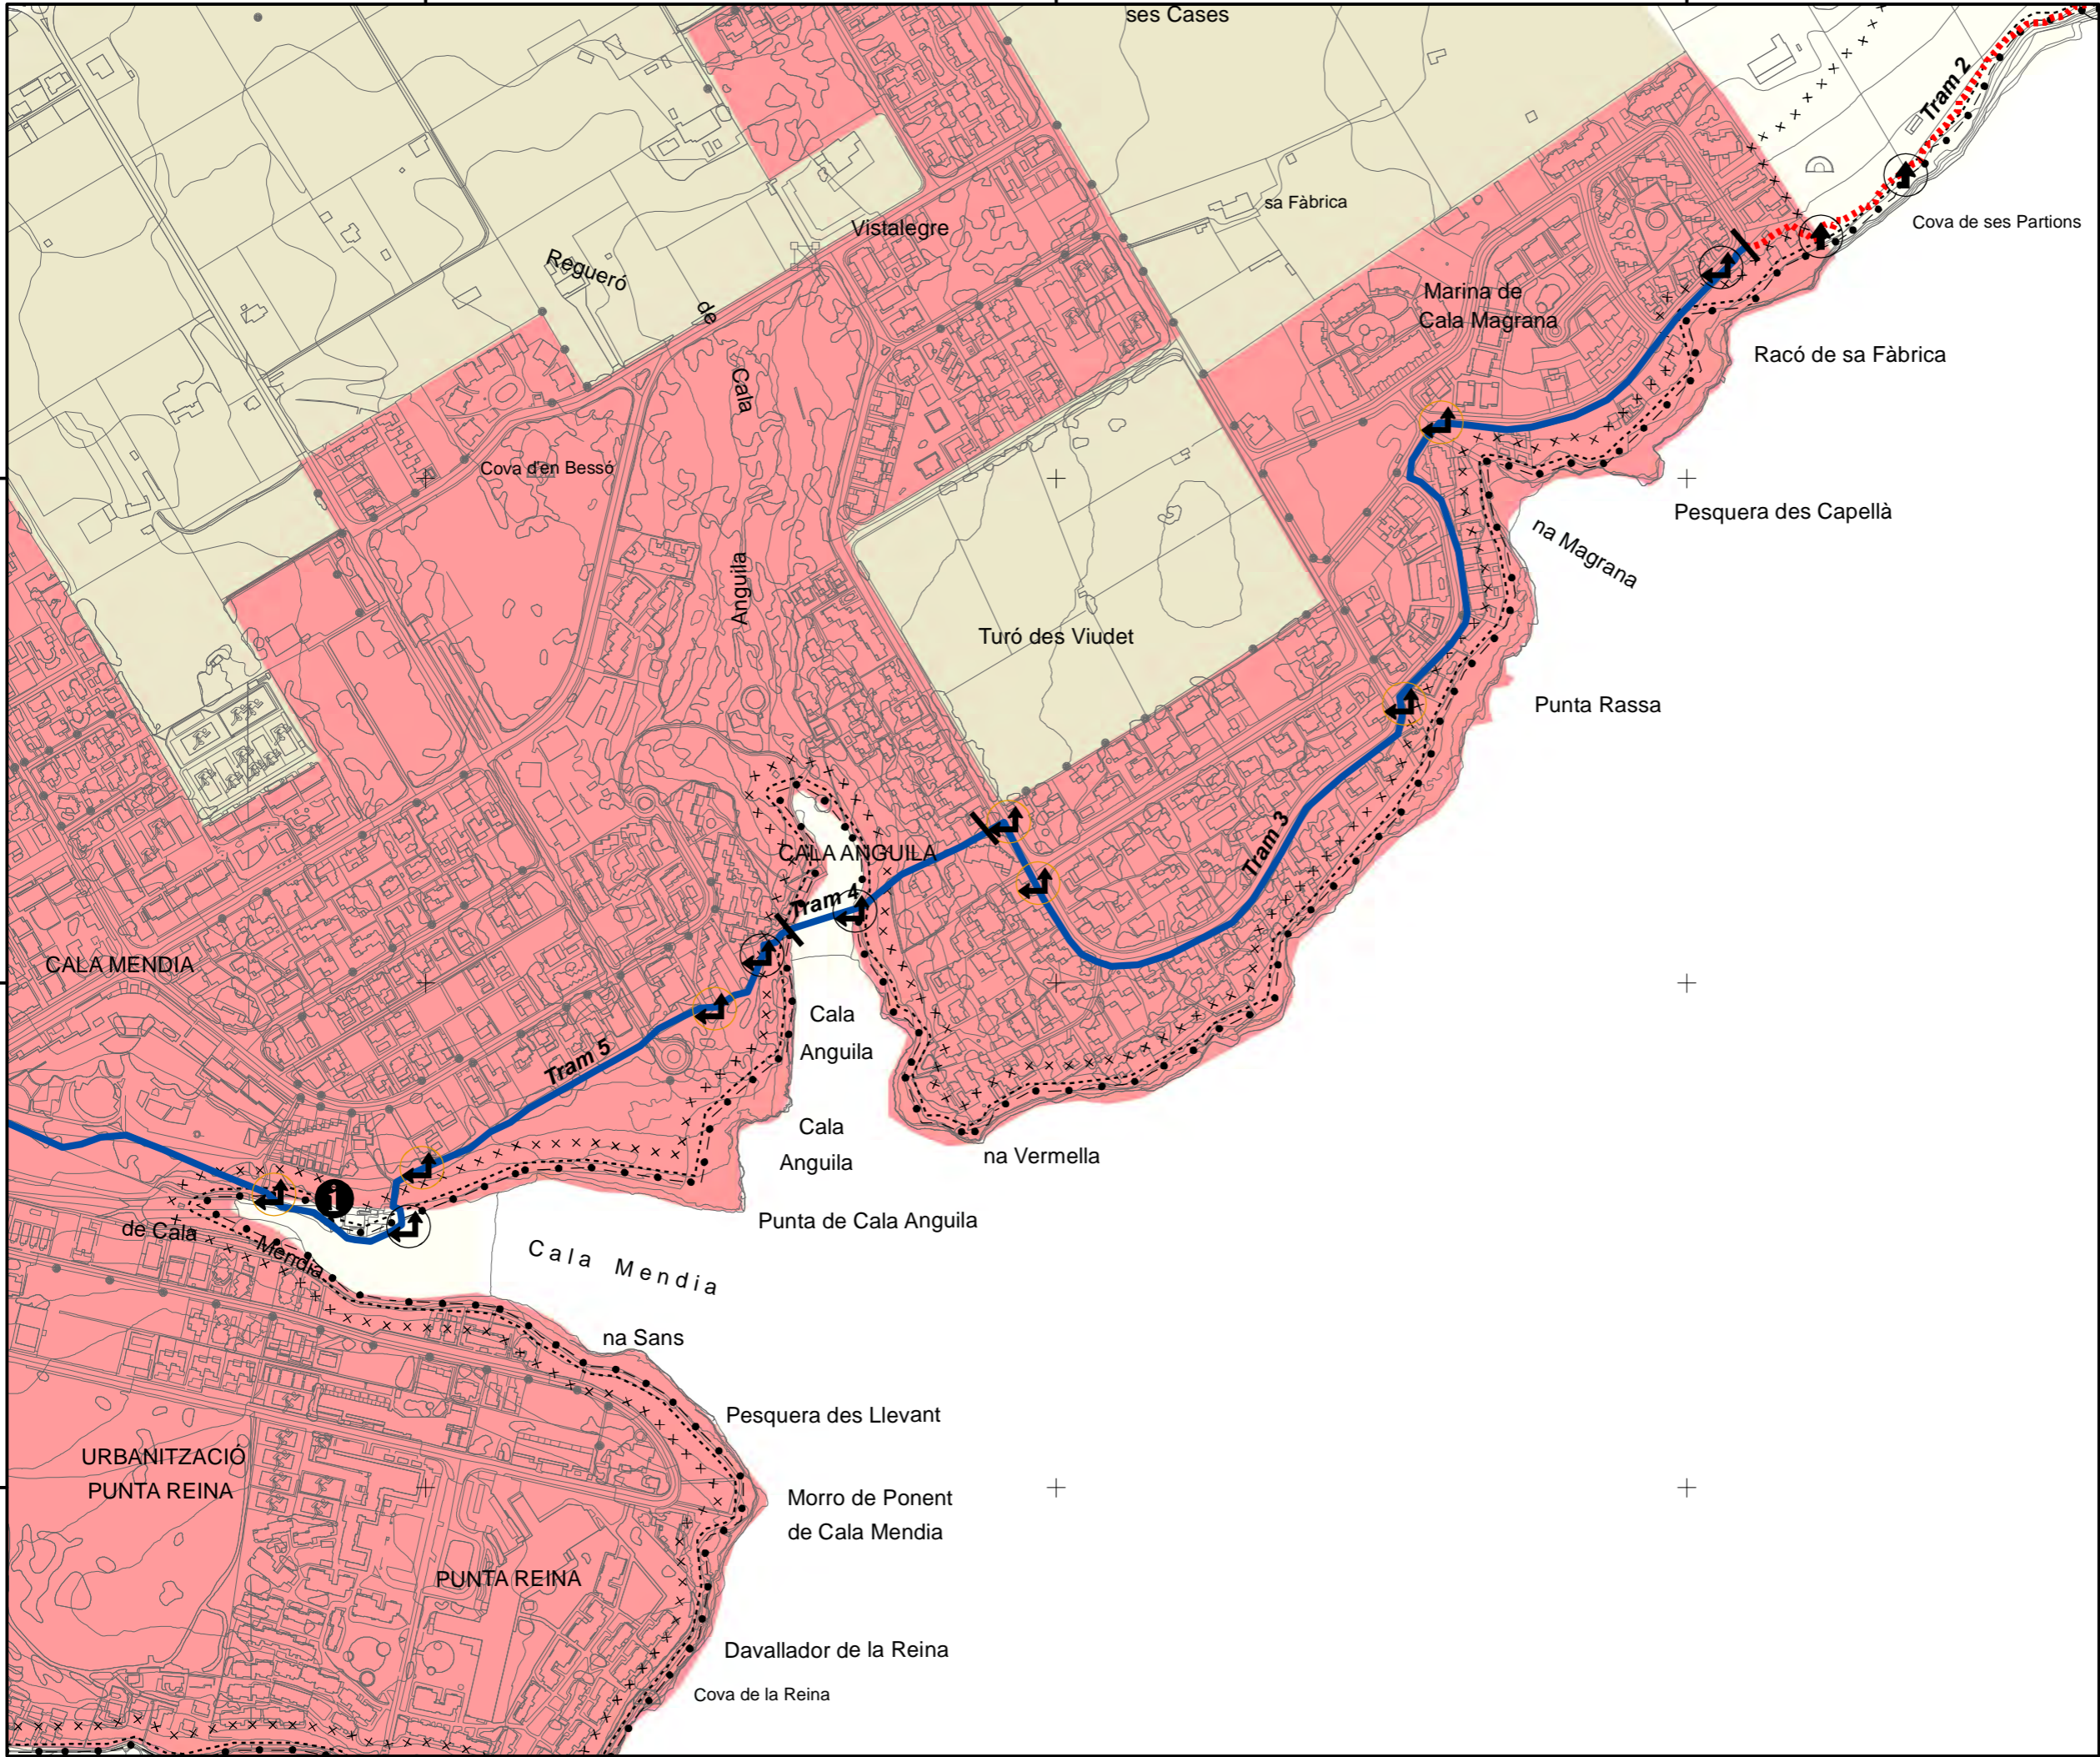 ses Cases
Tram 2
sa Fàbrica
Cova de ses Partions
Vistalegre
Regueró
de
Cala
Anguila
Marina de
Cala Magrana
Racó de sa Fàbrica
Cova d'en Bessó
Pesquera des Capellà
na Magrana
Turó des Viudet
Punta Rassa
CALA ANGUILA
Tram 3
Tram 4
CALA MENDIA
Cala
Anguila
Tram 5
Cala
Anguila
na Vermella
i
Punta de Cala Anguila
de Cala
Mendia
Cala Mendia
na Sans
Pesquera des Llevant
URBANITZACIÓ
PUNTA REINA
Morro de Ponent
de Cala Mendia
PUNTA REINA
Davallador de la Reina
Cova de la Reina